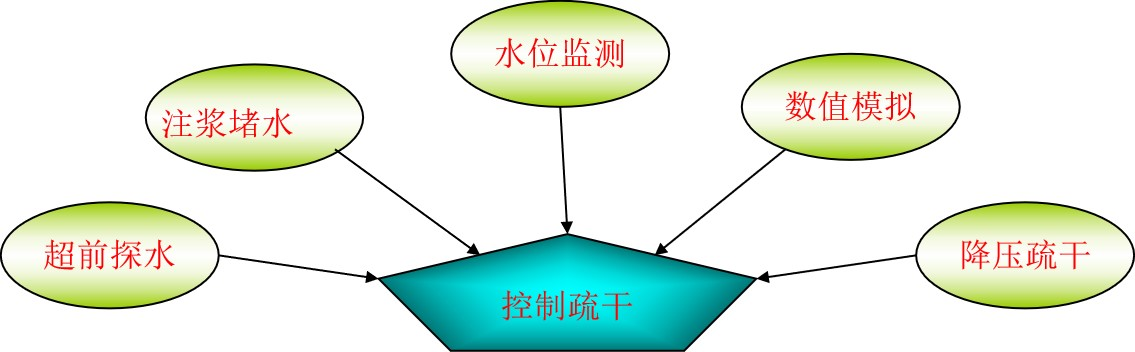 水位监测
数值模拟
注浆堵水
超前探水
降压疏干
控制疏干